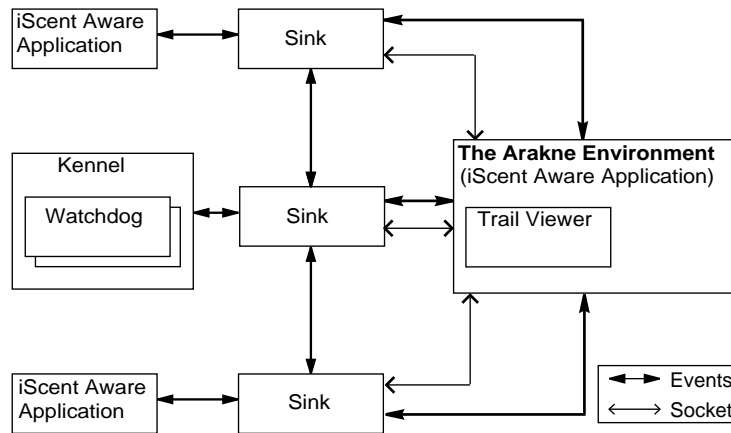 iScent Aware
Application
Sink
Kennel
Watchdog
Sink
The Arakne Environment
(iScent Aware Application)
Trail Viewer
iScent Aware
Application
Sink
Events
Socket